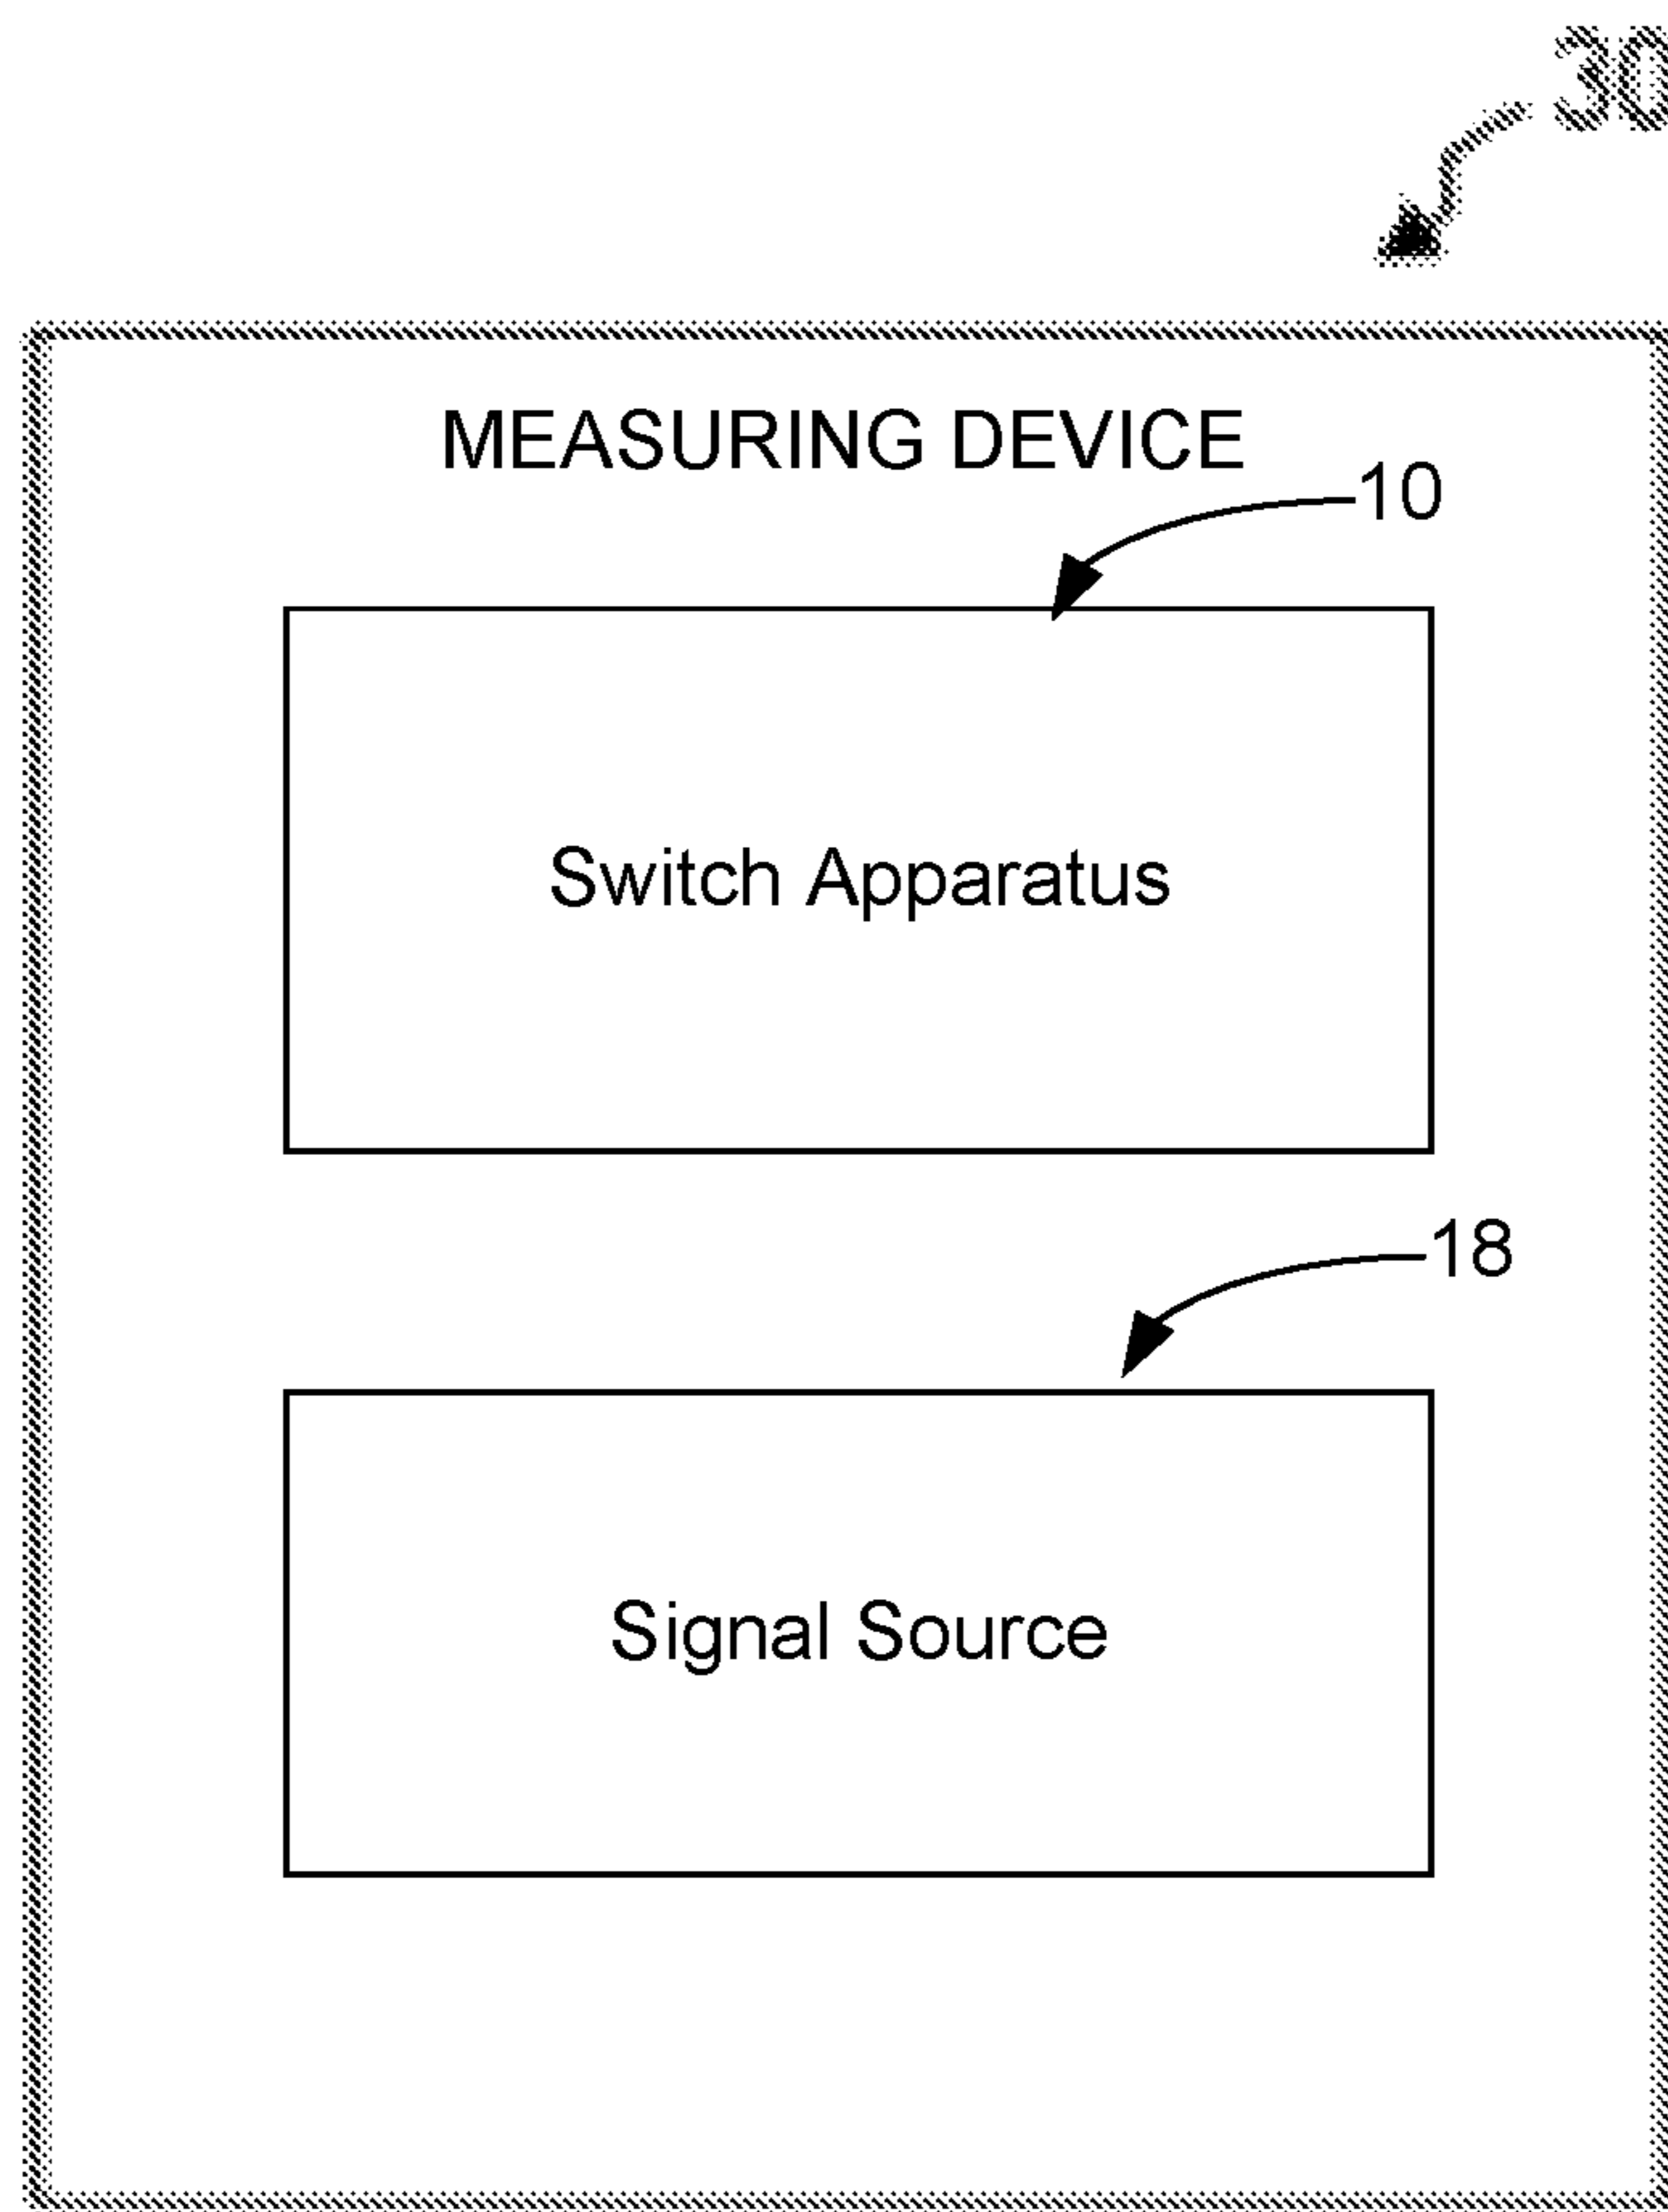 30
MEASURING DEVICE
10
Switch Apparatus
18
Signal Source